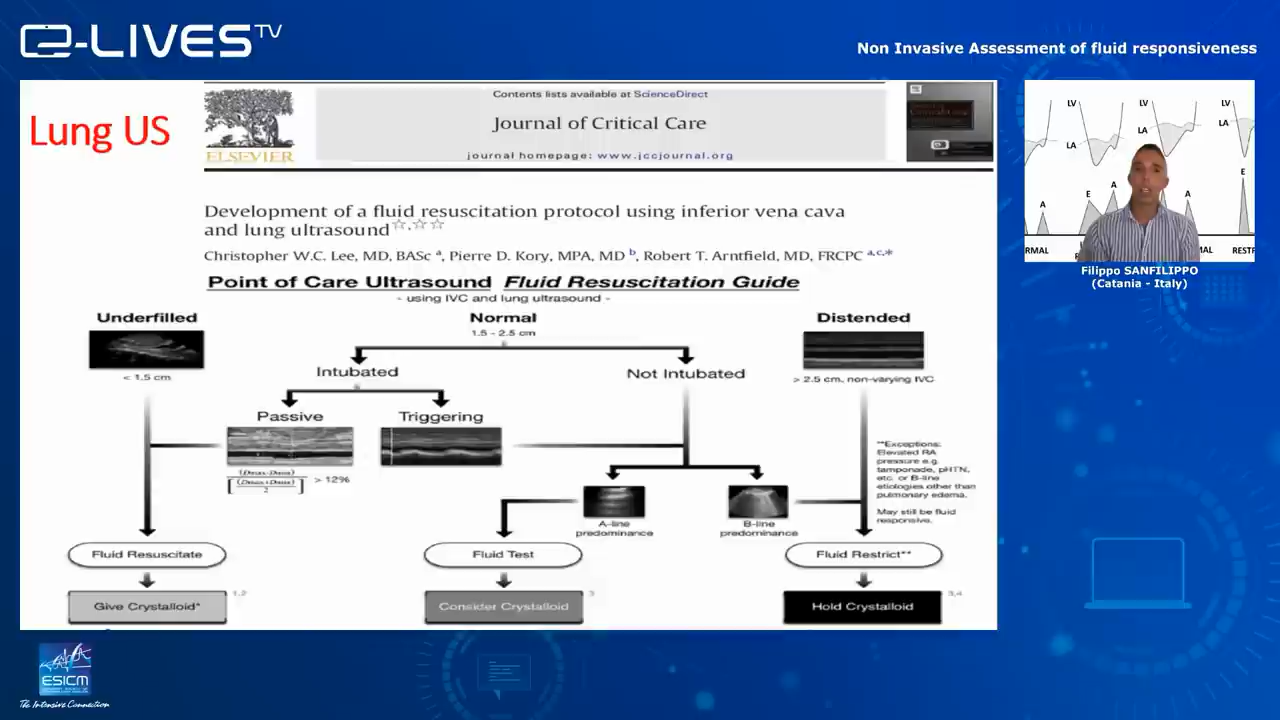 e-LIVES TV
Non Invasive Assessment of fluid responsiveness
Lung US
ELSEVIER
Contents lists available at ScienceDirect
Journal of Critical Care
journal homepage: www.jccjournal.org
Development of a fluid resuscitation protocol using inferior vena cava
and lung ultrasound☆,☆☆
Christopher W.C. Lee, MD, BASc a, Pierre D. Kory, MPA, MD b, Robert T. Arntfield, MD, FRCPC a,c,*
Point of Care Ultrasound Fluid Resuscitation Guide
- using IVC and lung ultrasound -
Underfilled
Normal
Distended
1.5 - 2.5 cm
< 1.5 cm
Intubated
Not Intubated
> 2.5 cm, non-varying IVC
Passive
Triggering
(Dmax-Dmin)
(Dmax+Dmin)
2
> 12%
**Exceptions:
Elevated RA
pressure e.g.
tamponade, pHTN,
etc. or B-line
etiologies other than
pulmonary edema.
May still be fluid
responsive.
A-line
predominance
B-line
predominance
Fluid Resuscitate
Fluid Test
Fluid Restrict**
Give Crystalloid*
1,2
Consider Crystalloid
3
Hold Crystalloid
3,4
LV
LV
LV
LA
LA
LA
A
E
A
A
E
RMAL
MAL
RESTR
Filippo SANFILIPPO
(Catania - Italy)
ESICM
The Intensive Connection